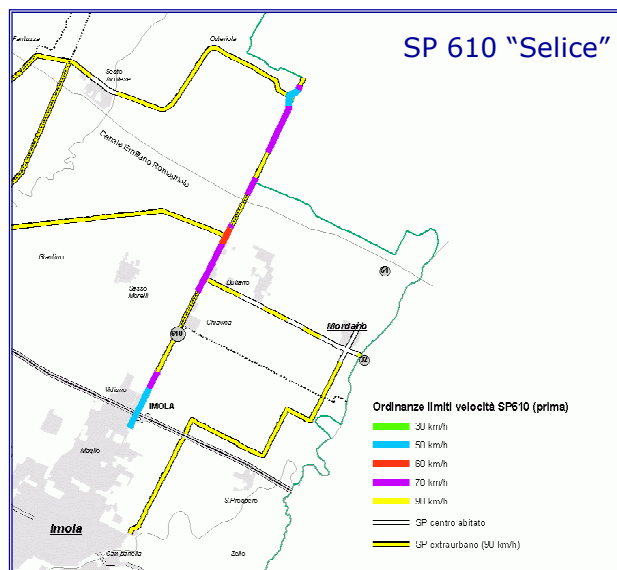 SP 610 “Selice”
Fantuzza
Osteriola
Sesto
Imolese
Canale Emiliano Romagnolo
Giardino
Sasso
Morelli
Bubano
Chiavica
Mordano
610
IMOLA
Ordinanze limiti velocità SP610 (prima)
30 km/h
50 km/h
60 km/h
70 km/h
90 km/h
SP centro abitato
SP extraurbano (90 km/h)
S.Prospero
Imola
Zello